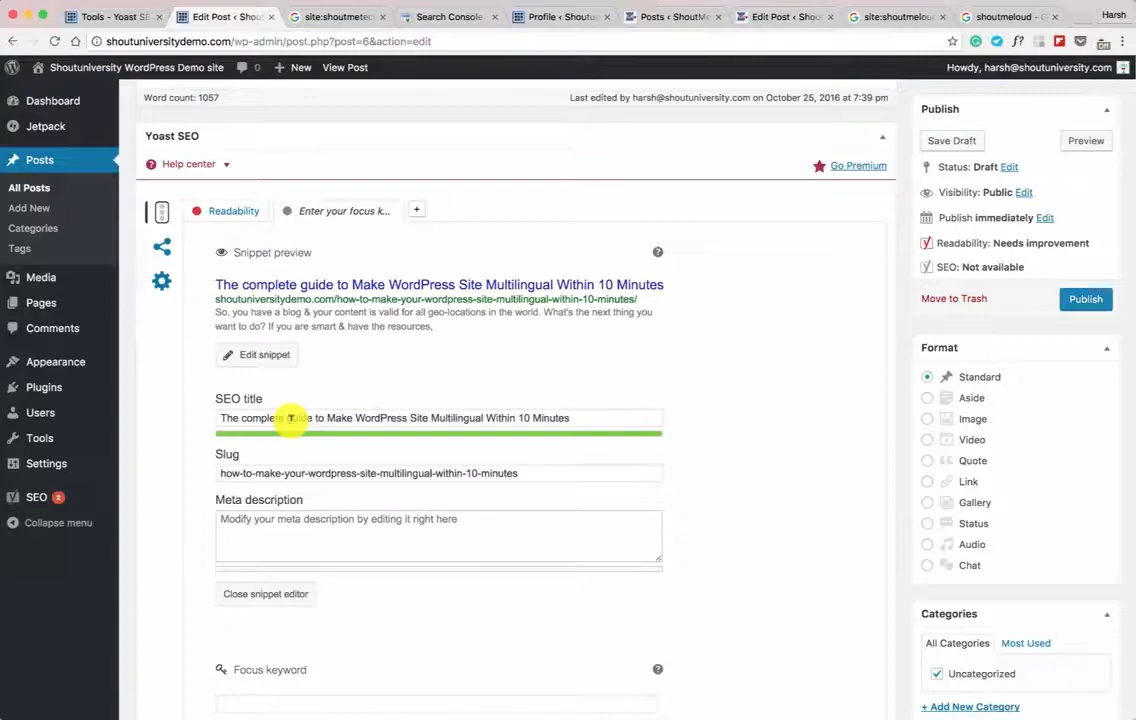 Tools - Yoast SE
Edit Post ‹ Shou
site:shoutmetect
Search Console
Profile ‹ Shoutu
Posts ‹ ShoutMe
Edit Post ‹ Shou
site:shoutmelou
shoutmeloud - G
Harsh
shoutuniversitydemo.com/wp-admin/post.php?post=6&action=edit
Shoutuniversity WordPress Demo site 0 New View Post Howdy, harsh@shoutuniversity.com
Dashboard
Jetpack
Posts
All Posts
Add New
Categories
Tags
Media
Pages
Comments
Appearance
Plugins
Users
Tools
Settings
SEO 2
Collapse menu
Word count: 1057 Last edited by harsh@shoutuniversity.com on October 25, 2016 at 7:39 pm
Yoast SEO
Help center Go Premium
Readability Enter your focus k... +
Snippet preview
The complete guide to Make WordPress Site Multilingual Within 10 Minutes
shoutuniversitydemo.com/how-to-make-your-wordpress-site-multilingual-within-10-minutes/
So, you have a blog & your content is valid for all geo-locations in the world. What's the next thing you
want to do? If you are smart & have the resources,
Edit snippet
SEO title
The complete guide to Make WordPress Site Multilingual Within 10 Minutes
Slug
how-to-make-your-wordpress-site-multilingual-within-10-minutes
Meta description
Modify your meta description by editing it right here
Close snippet editor
Focus keyword
Publish
Save Draft Preview
Status: Draft Edit
Visibility: Public Edit
Publish immediately Edit
Readability: Needs improvement
SEO: Not available
Move to Trash Publish
Format
Standard
Aside
Image
Video
Quote
Link
Gallery
Status
Audio
Chat
Categories
All Categories Most Used
Uncategorized
+ Add New Category